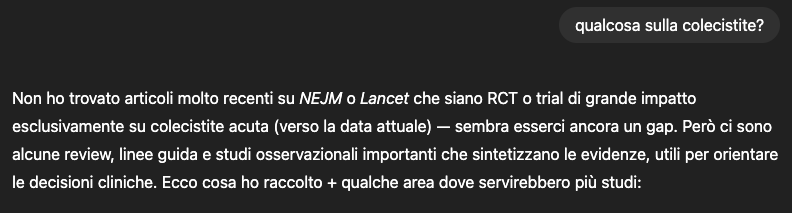 qualcosa sulla colecistite?
Non ho trovato articoli molto recenti su NEJM o Lancet che siano RCT o trial di grande impatto
esclusivamente su colecistite acuta (verso la data attuale) — sembra esserci ancora un gap. Però ci sono
alcune review, linee guida e studi osservazionali importanti che sintetizzano le evidenze, utili per orientare
le decisioni cliniche. Ecco cosa ho raccolto + qualche area dove servirebbero più studi: